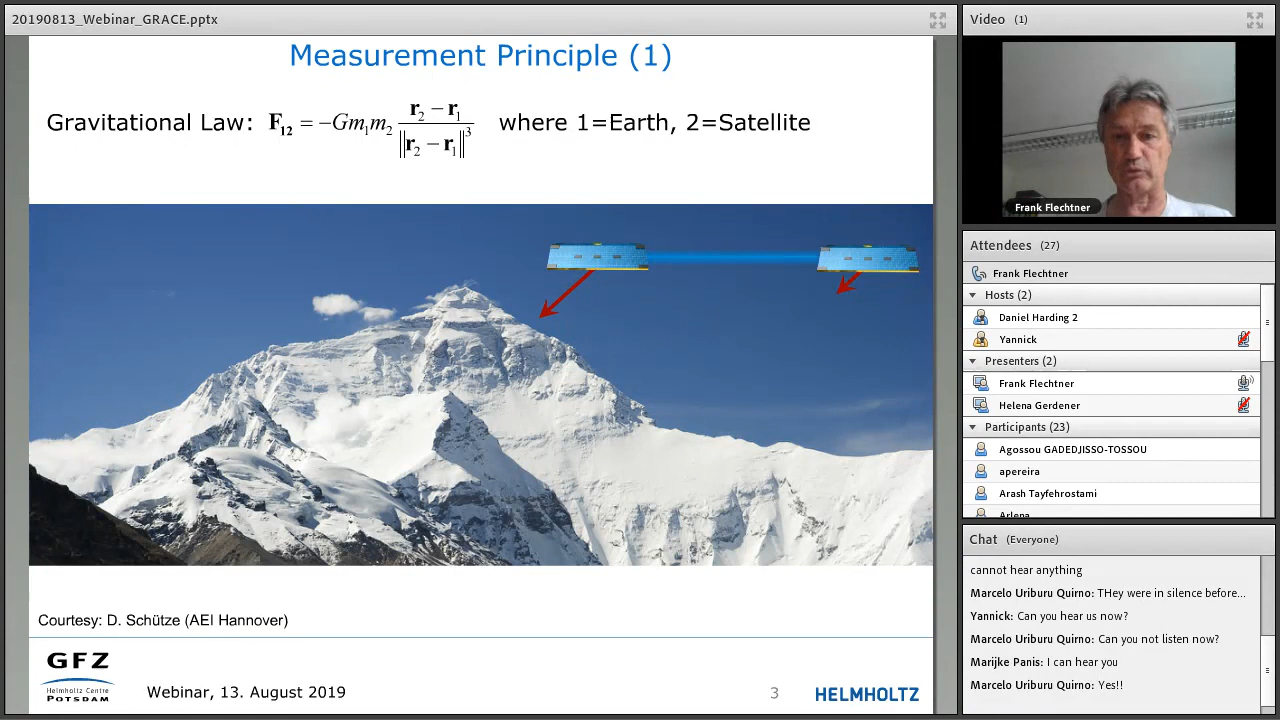 20190813_Webinar_GRACE.pptx
Measurement Principle (1)
Gravitational Law: F₁₂ = −Gm₁m₂ (r₂ − r₁) / ‖r₂ − r₁‖³ where 1=Earth, 2=Satellite
Courtesy: D. Schütze (AEI Hannover)
GFZ
Helmholtz Centre
POTSDAM
Webinar, 13. August 2019
3
HELMHOLTZ
Video (1)
Frank Flechtner
Attendees (27)
Frank Flechtner
Hosts (2)
Daniel Harding 2
Yannick
Presenters (2)
Frank Flechtner
Helena Gerdener
Participants (23)
Agossou GADEDJISSO-TOSSOU
apereira
Arash Tayfehrostami
Arlena
Chat (Everyone)
cannot hear anything
Marcelo Uriburu Quirno: THey were in silence before...
Yannick: Can you hear us now?
Marcelo Uriburu Quirno: Can you not listen now?
Marijke Panis: I can hear you
Marcelo Uriburu Quirno: Yes!!